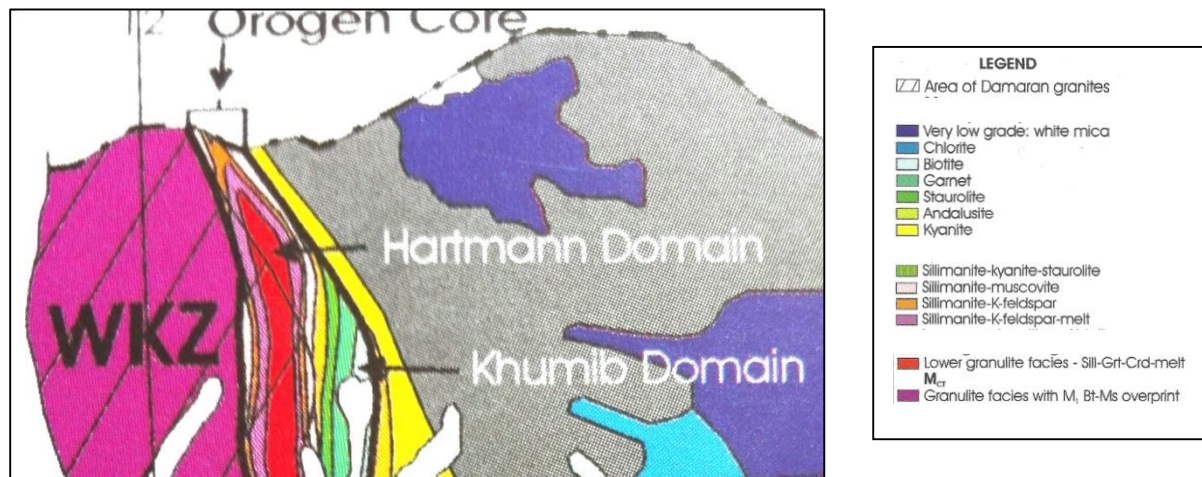 12° Orogen Core
Hartmann Domain
WKZ
Khumib Domain
LEGEND
Area of Damaran granites
Very low grade: white mica
Chlorite
Biotite
Garnet
Staurolite
Andalusite
Kyanite
Sillimanite-kyanite-staurolite
Sillimanite-muscovite
Sillimanite-K-feldspar
Sillimanite-K-feldspar-melt
Lower granulite facies - Sill-Grt-Crd-melt
M
Granulite facies with M, Bt-Ms overprint